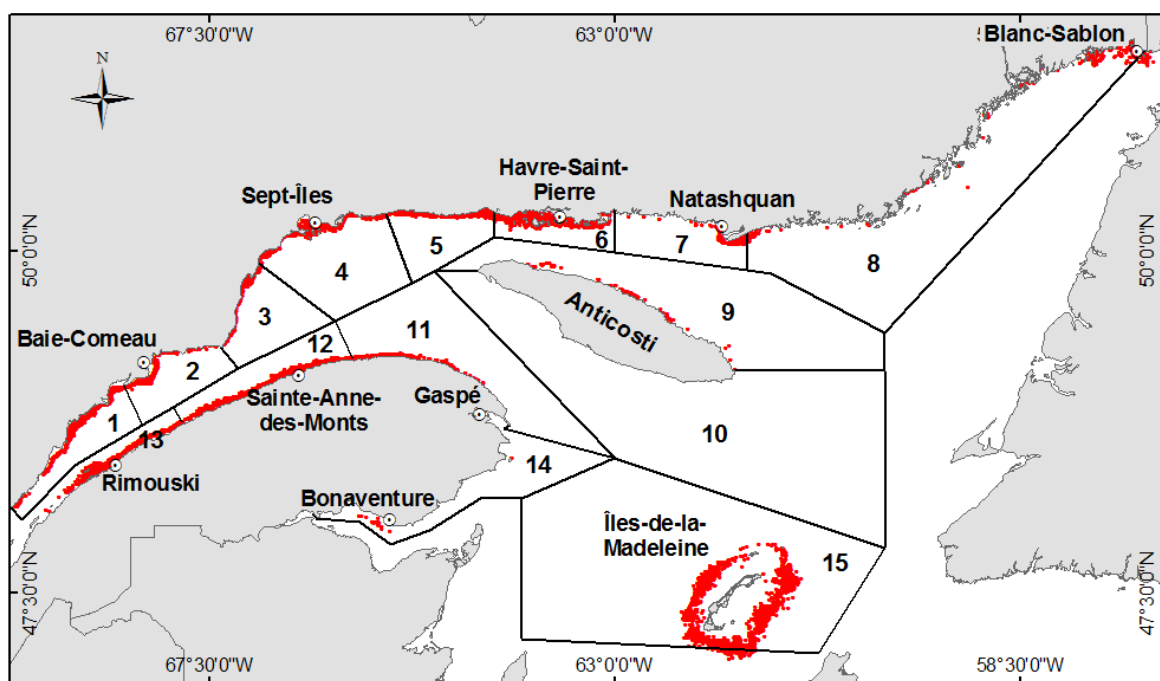 67°30'0"W
63°0'0"W
Blanc-Sablon
N
Havre-Saint-
Pierre
Sept-Îles
Natashquan
50°0'0"N
50°0'0"N
5
6
7
8
4
9
3
Anticosti
11
12
Baie-Comeau
2
Sainte-Anne-
des-Monts
Gaspé
1
13
10
Rimouski
14
Bonaventure
Îles-de-la-
Madeleine
15
47°30'0"N
47°30'0"N
67°30'0"W
63°0'0"W
58°30'0"W